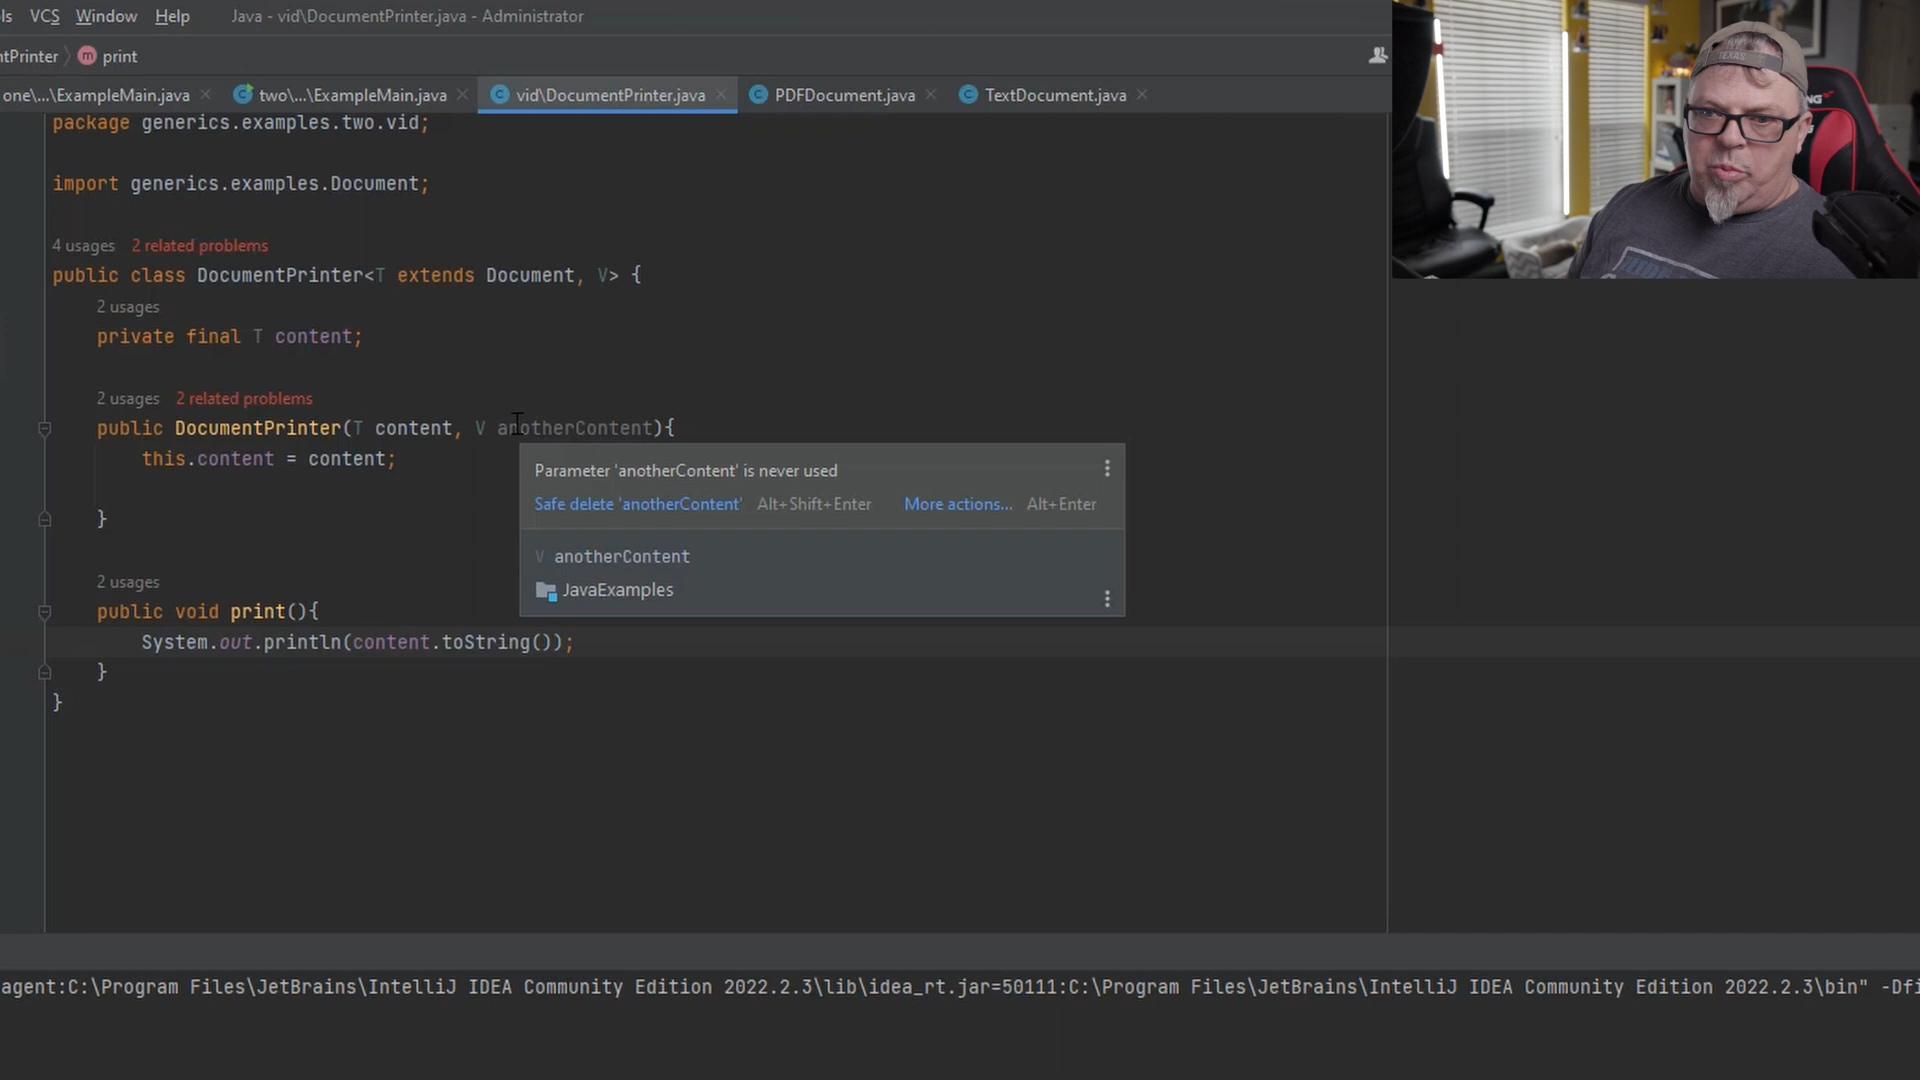 ls VCS Window Help Java - vid\DocumentPrinter.java - Administrator
ntPrinter print
one\...\ExampleMain.java two\...\ExampleMain.java vid\DocumentPrinter.java PDFDocument.java TextDocument.java
package generics.examples.two.vid;
import generics.examples.Document;
4 usages 2 related problems
public class DocumentPrinter<T extends Document, V> {
2 usages
private final T content;
2 usages 2 related problems
public DocumentPrinter(T content, V anotherContent){
this.content = content;
}
Parameter 'anotherContent' is never used
Safe delete 'anotherContent' Alt+Shift+Enter More actions... Alt+Enter
V anotherContent
JavaExamples
2 usages
public void print(){
System.out.println(content.toString());
}
}
agent:C:\Program Files\JetBrains\IntelliJ IDEA Community Edition 2022.2.3\lib\idea_rt.jar=50111:C:\Program Files\JetBrains\IntelliJ IDEA Community Edition 2022.2.3\bin" -Dfi
TEXAS